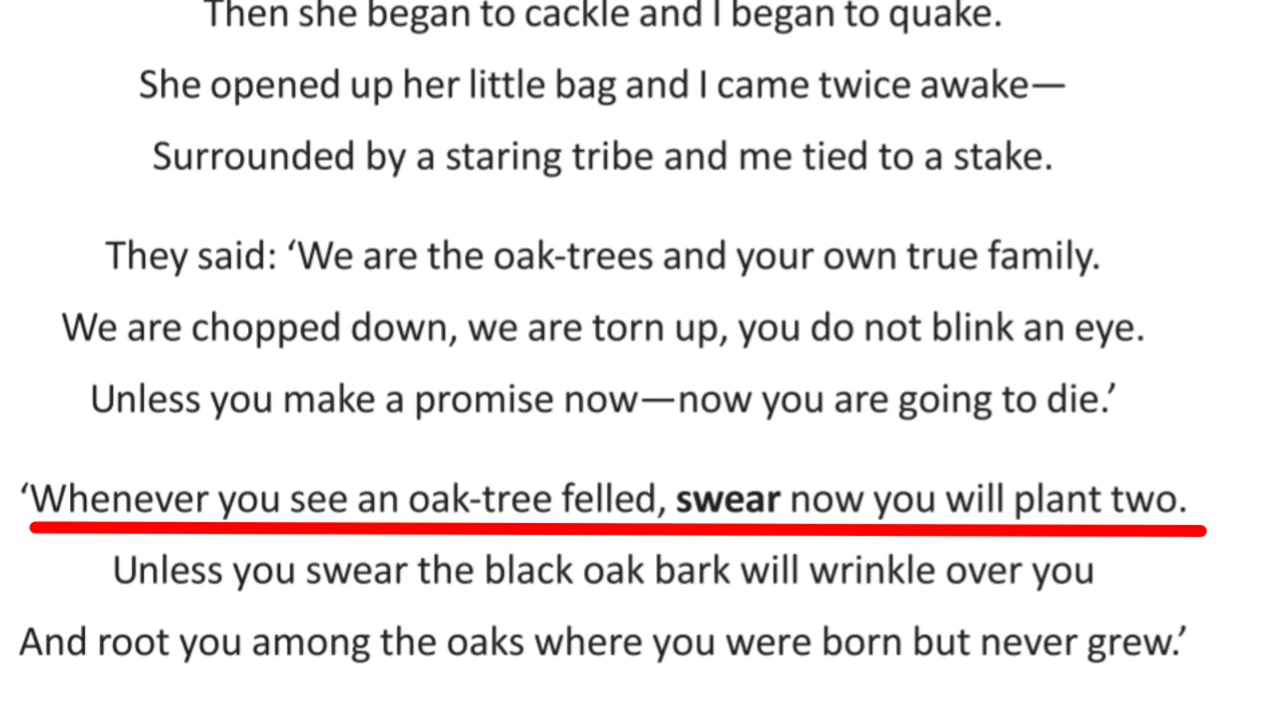 Then she began to cackle and I began to quake.
She opened up her little bag and I came twice awake—
Surrounded by a staring tribe and me tied to a stake.
They said: ‘We are the oak-trees and your own true family.
We are chopped down, we are torn up, you do not blink an eye.
Unless you make a promise now—now you are going to die.’
‘Whenever you see an oak-tree felled, swear now you will plant two.
Unless you swear the black oak bark will wrinkle over you
And root you among the oaks where you were born but never grew.’